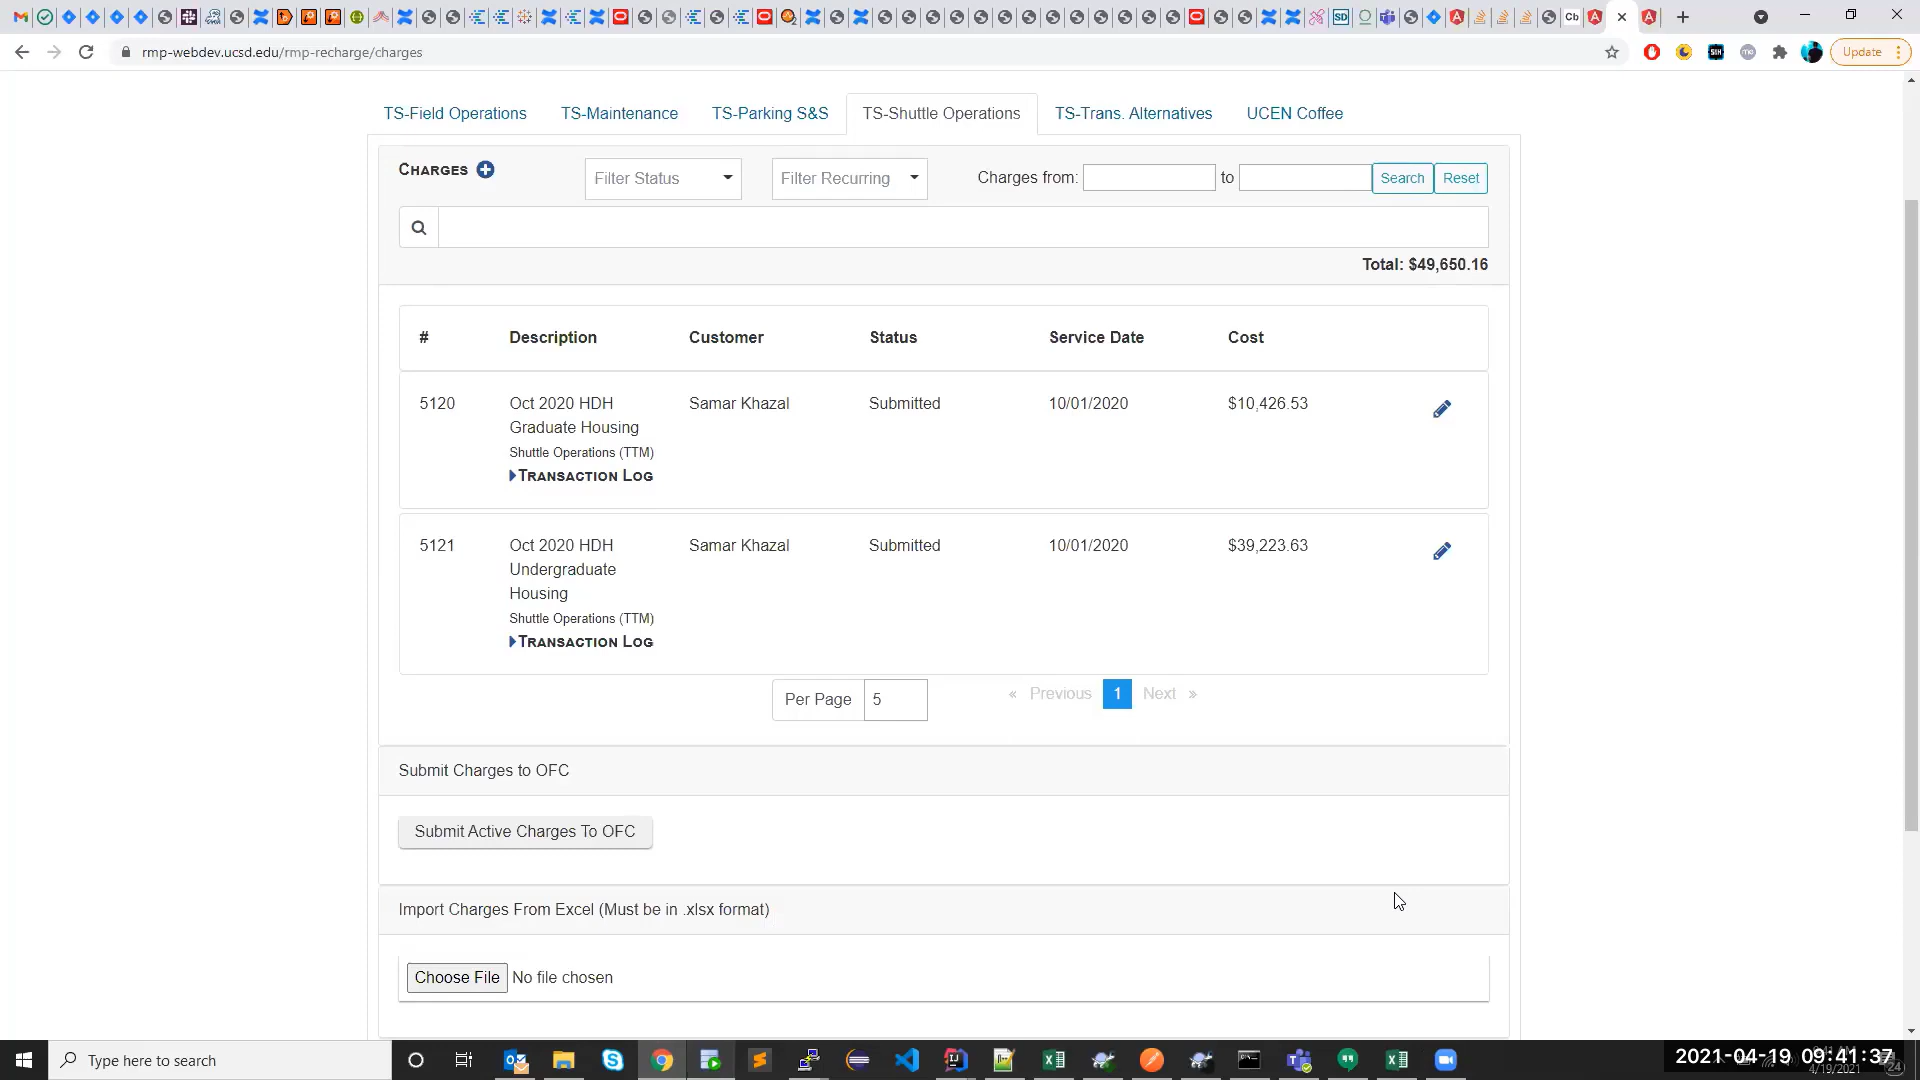 SD
Cb
rmp-webdev.ucsd.edu/rmp-recharge/charges
Update
TS-Field Operations
TS-Maintenance
TS-Parking S&S
TS-Shuttle Operations
TS-Trans. Alternatives
UCEN Coffee
CHARGES
Filter Status
Filter Recurring
Charges from:
to
Search
Reset
Total: $49,650.16
# Description Customer Status Service Date Cost
5120
Oct 2020 HDH
Graduate Housing
Shuttle Operations (TTM)
TRANSACTION LOG
Samar Khazal
Submitted
10/01/2020
$10,426.53
5121
Oct 2020 HDH
Undergraduate
Housing
Shuttle Operations (TTM)
TRANSACTION LOG
Samar Khazal
Submitted
10/01/2020
$39,223.63
Per Page 5
« Previous 1 Next »
Submit Charges to OFC
Submit Active Charges To OFC
Import Charges From Excel (Must be in .xlsx format)
Choose File No file chosen
Type here to search
2021-04-19 09:41:37
4/19/2021
24